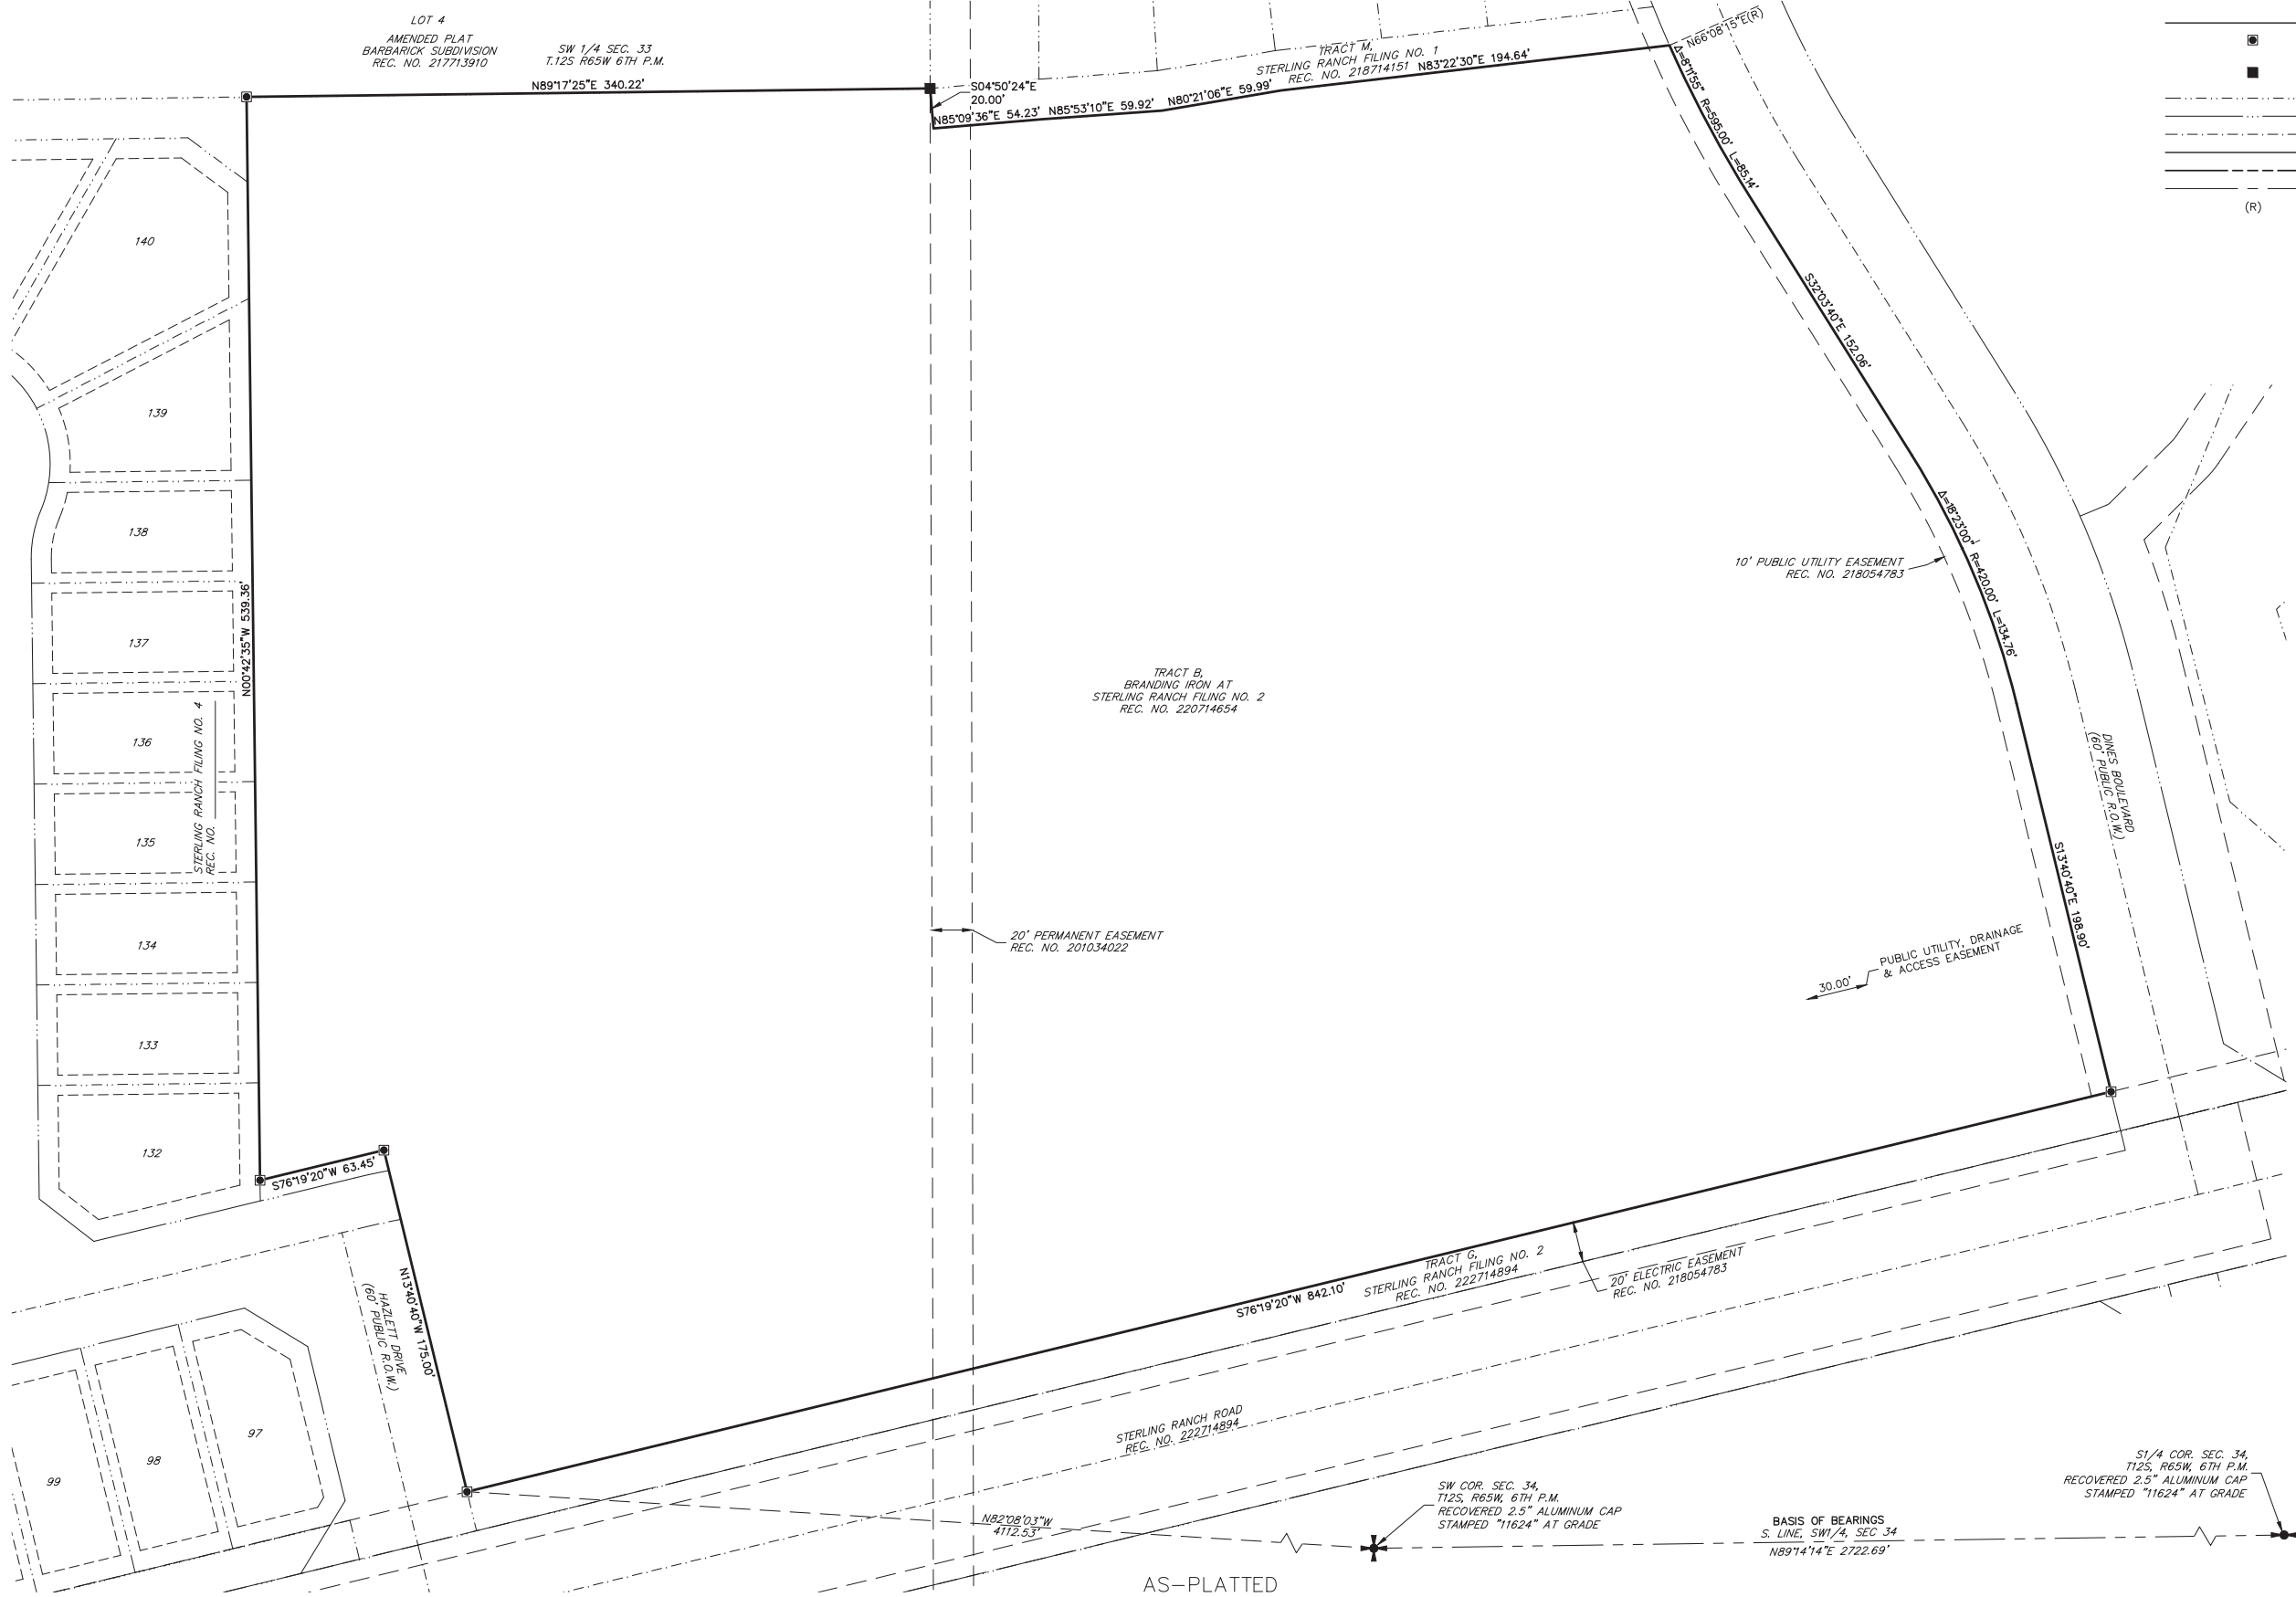 LOT 4
AMENDED PLAT
BARBARICK SUBDIVISION
REC. NO. 217713910
SW 1/4 SEC. 33
T.12S R65W 6TH P.M.
N89°17'25"E 340.22'
S04°50'24"E
20.00'
N85°09'36"E 54.23'
N85°53'10"E 59.92'
N80°21'06"E 59.99'
TRACT M,
STERLING RANCH FILING NO. 1
REC. NO. 218714151
N83°22'30"E 194.64'
N66°08'15"E(R)
Δ=8°11'55" R=595.00' L=85.14'
(R)
S32°03'40"E 152.06'
Δ=18°23'00" R=420.00' L=134.76'
10' PUBLIC UTILITY EASEMENT
REC. NO. 218054783
140
139
138
137
136
135
134
133
132
N00°42'35"W 539.36'
STERLING RANCH FILING NO. 4
REC. NO.
TRACT B,
BRANDING IRON AT
STERLING RANCH FILING NO. 2
REC. NO. 220714654
DINES BOULEVARD
(60' PUBLIC R.O.W.)
S13°40'40"E 198.90'
20' PERMANENT EASEMENT
REC. NO. 201034022
PUBLIC UTILITY, DRAINAGE
& ACCESS EASEMENT
30.00'
S76°19'20"W 63.45'
HAZLETT DRIVE
(60' PUBLIC R.O.W.)
N13°40'40"W 175.00'
S76°19'20"W 842.10'
TRACT G,
STERLING RANCH FILING NO. 2
REC. NO. 222714894
20' ELECTRIC EASEMENT
REC. NO. 218054783
97
98
99
STERLING RANCH ROAD
REC. NO. 222714894
N82°08'03"W
4112.53'
SW COR. SEC. 34,
T12S, R65W, 6TH P.M.
RECOVERED 2.5" ALUMINUM CAP
STAMPED "11624" AT GRADE
BASIS OF BEARINGS
S. LINE, SW1/4, SEC 34
N89°14'14"E 2722.69'
S1/4 COR. SEC. 34,
T12S, R65W, 6TH P.M.
RECOVERED 2.5" ALUMINUM CAP
STAMPED "11624" AT GRADE
AS-PLATTED